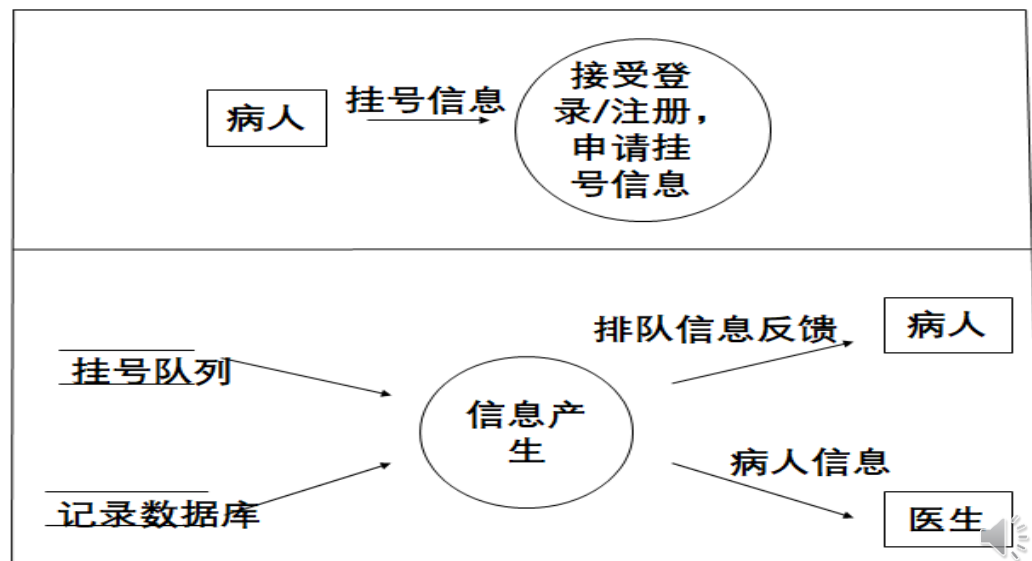 病人
挂号信息
接受登
录/注册，
申请挂
号信息
排队信息反馈
病人
挂号队列
信息产
生
病人信息
记录数据库
医生